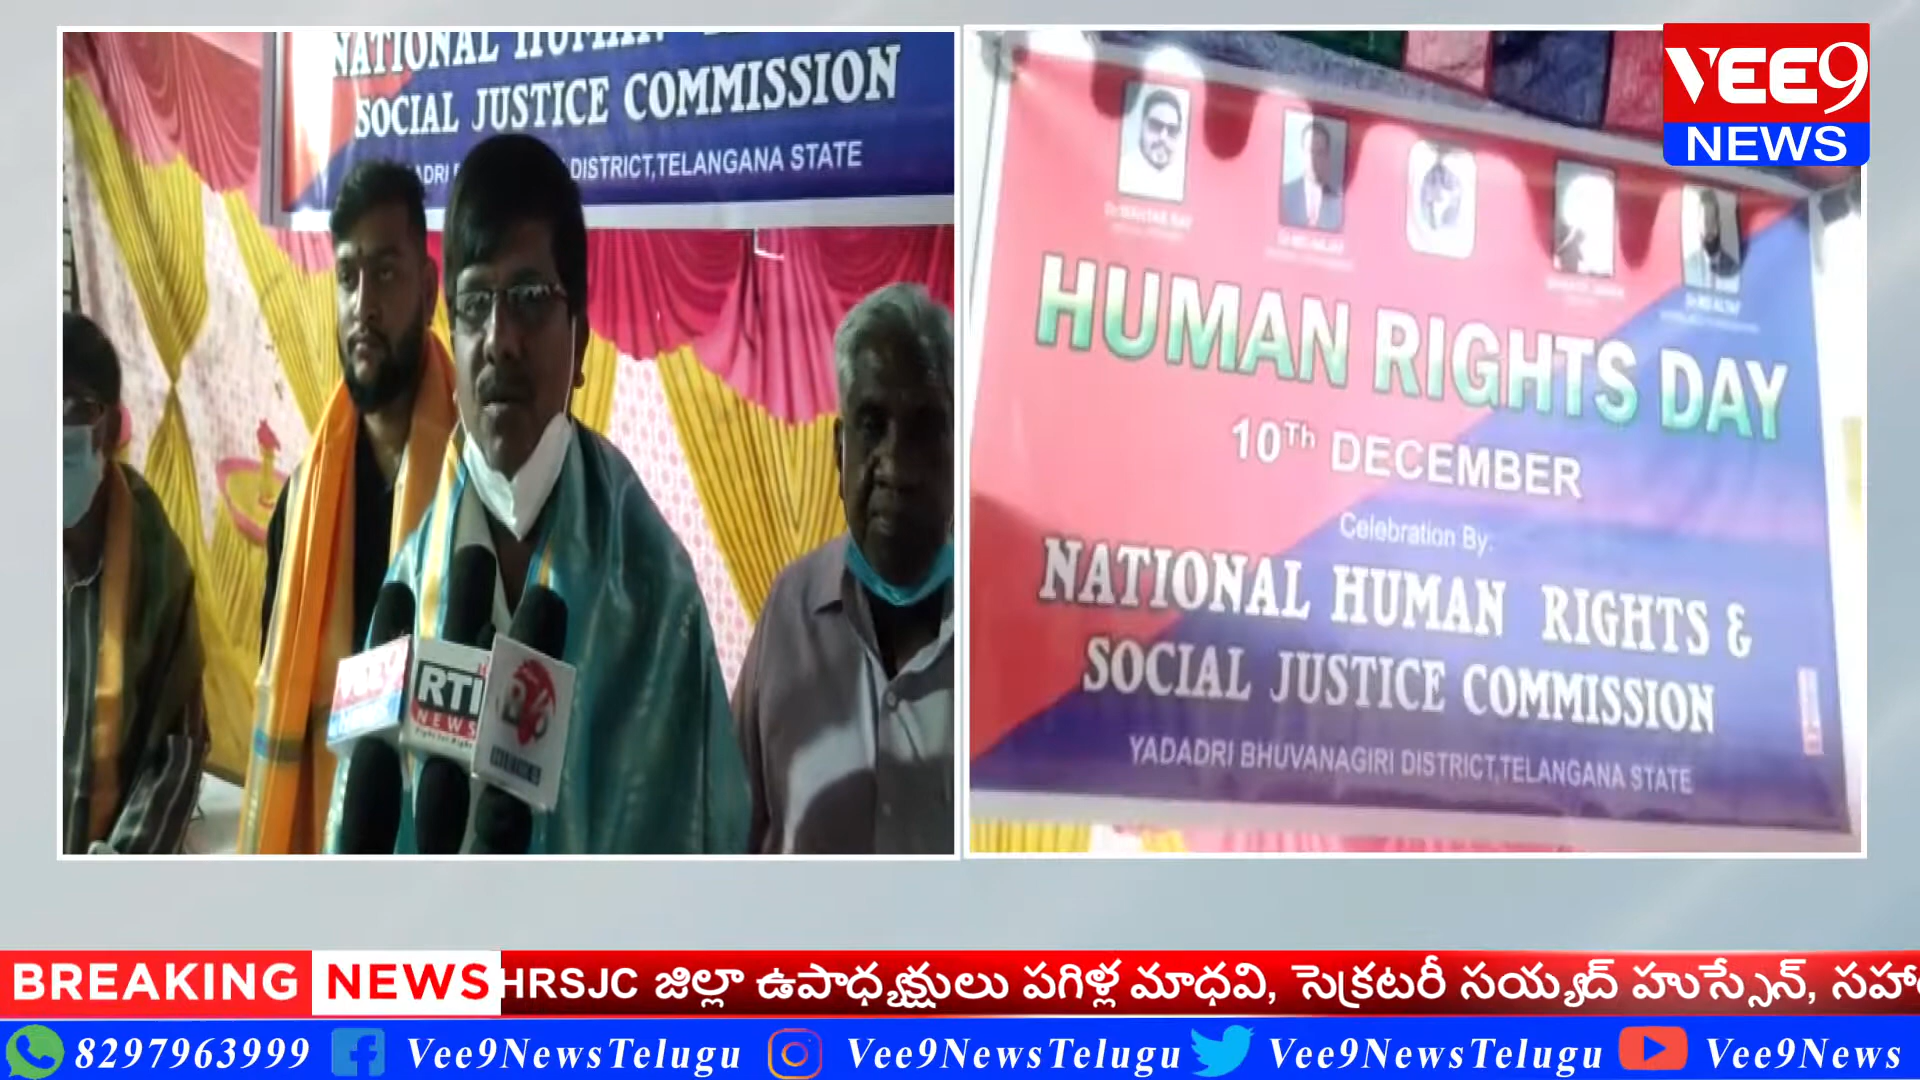 NATIONAL HUMAN
SOCIAL JUSTICE COMMISSION
DISTRICT,TELANGANA STATE
RTI
NEWS
VEE9
NEWS
HUMAN RIGHTS DAY
10Th DECEMBER
Celebration By:
NATIONAL HUMAN RIGHTS &
SOCIAL JUSTICE COMMISSION
YADADRI BHUVANAGIRI DISTRICT,TELANGANA STATE
BREAKING NEWS HRSJC జిల్లా ఉపాధ్యక్షులు పగిళ్ల మాధవి, సెక్రటరీ సయ్యద్ హుస్సేన్, సహా
8297963999 Vee9NewsTelugu Vee9NewsTelugu Vee9NewsTelugu Vee9News